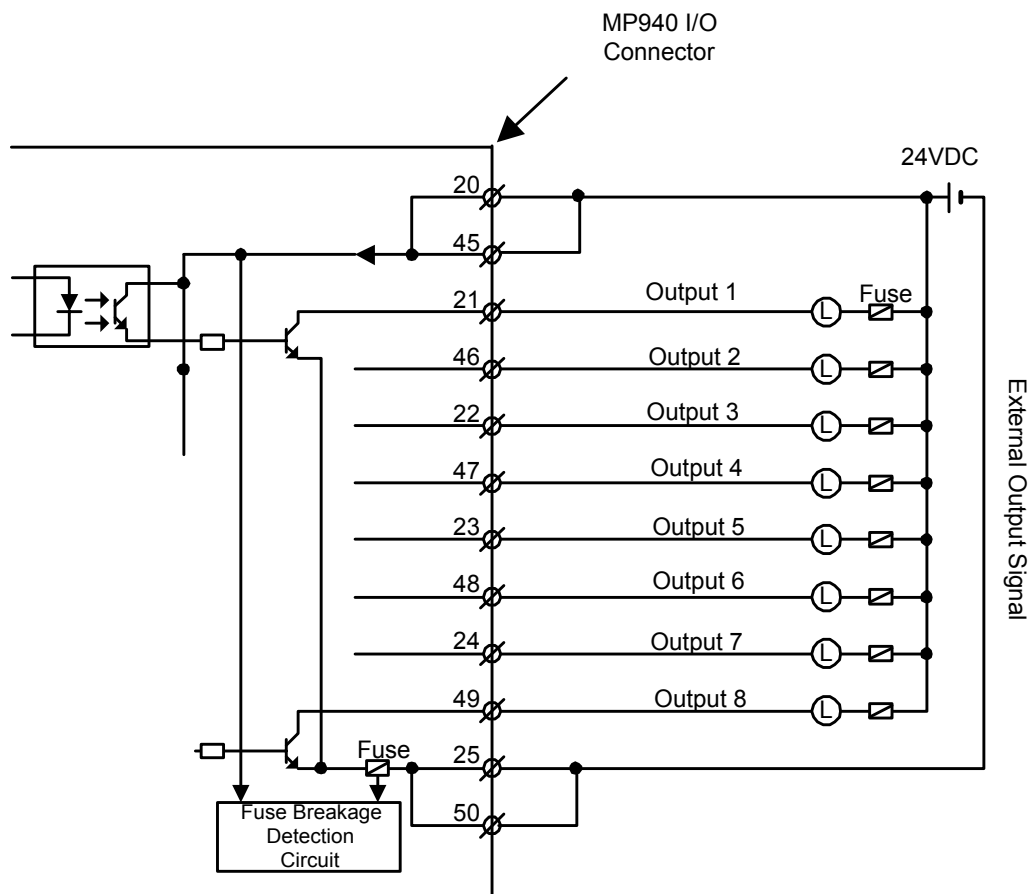 MP940 I/O
Connector
24VDC
20
45
21
Output 1
L
Fuse
46
Output 2
L
22
Output 3
L
47
Output 4
L
23
Output 5
L
48
Output 6
L
24
Output 7
L
49
Output 8
L
External Output Signal
Fuse
25
50
Fuse Breakage
Detection
Circuit